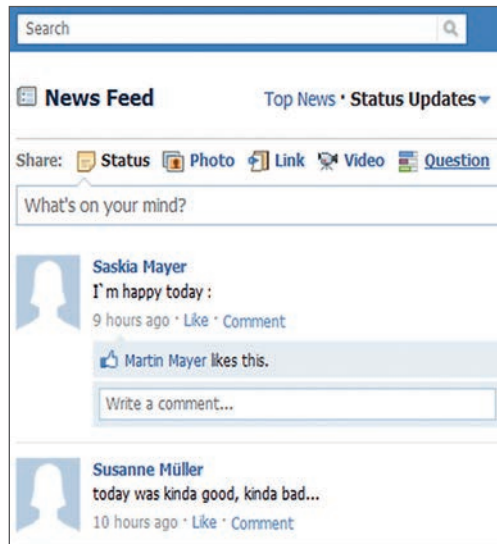 Search
News Feed Top News · Status Updates
Share: Status Photo Link Video Question
What's on your mind?
Saskia Mayer
I`m happy today :
9 hours ago · Like · Comment
Martin Mayer likes this.
Write a comment...
Susanne Müller
today was kinda good, kinda bad...
10 hours ago · Like · Comment